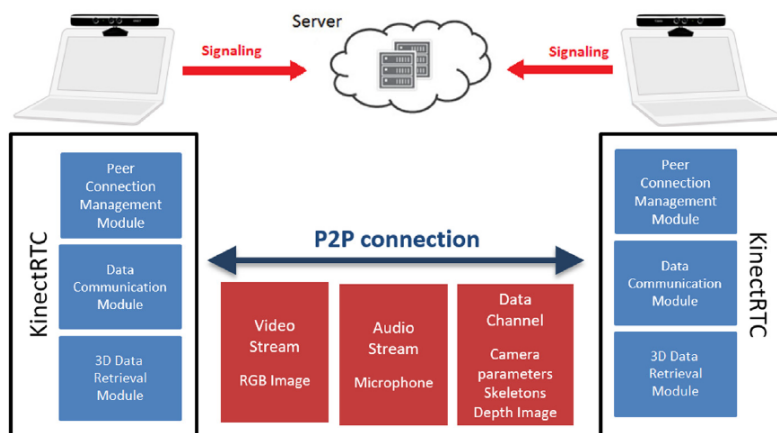 Server
Signaling
Signaling
KinectRTC
Peer
Connection
Management
Module
Data
Communication
Module
3D Data
Retrieval
Module
P2P connection
Video
Stream
RGB Image
Audio
Stream
Microphone
Data
Channel
Camera
parameters
Skeletons
Depth Image
Peer
Connection
Management
Module
Data
Communication
Module
3D Data
Retrieval
Module
KinectRTC